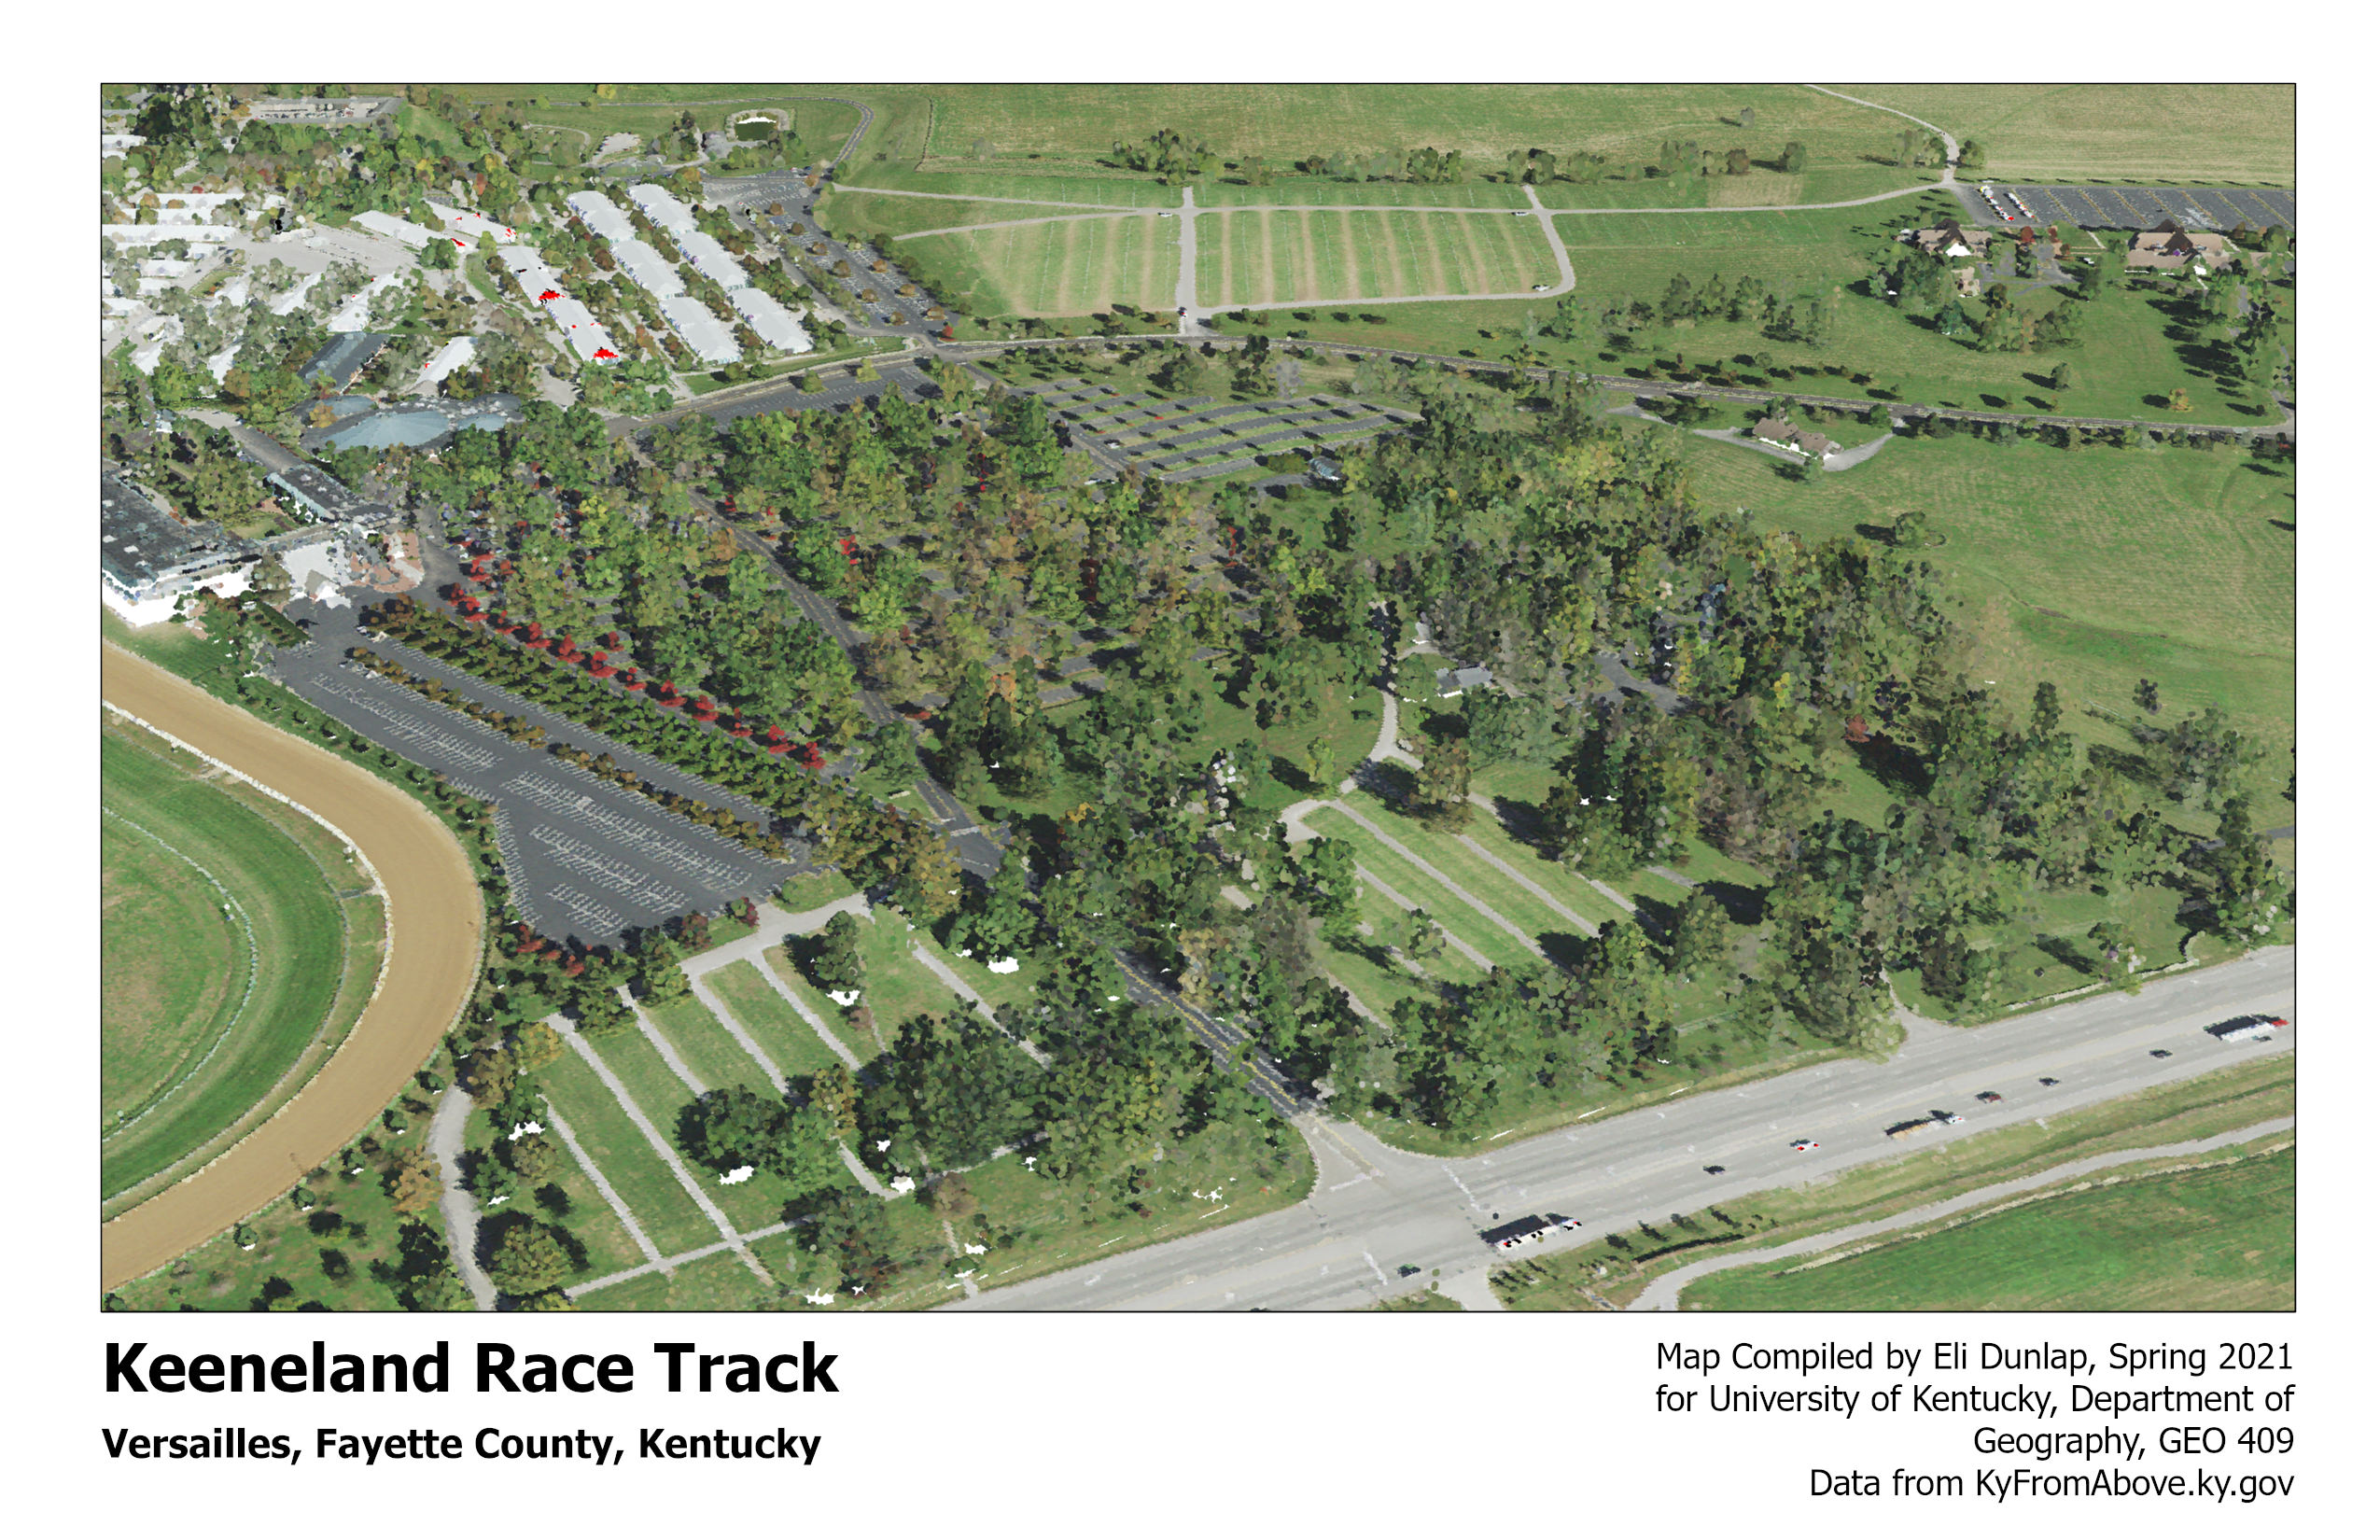 Keeneland Race Track
Versailles, Fayette County, Kentucky
Map Compiled by Eli Dunlap, Spring 2021
for University of Kentucky, Department of
Geography, GEO 409
Data from KyFromAbove.ky.gov